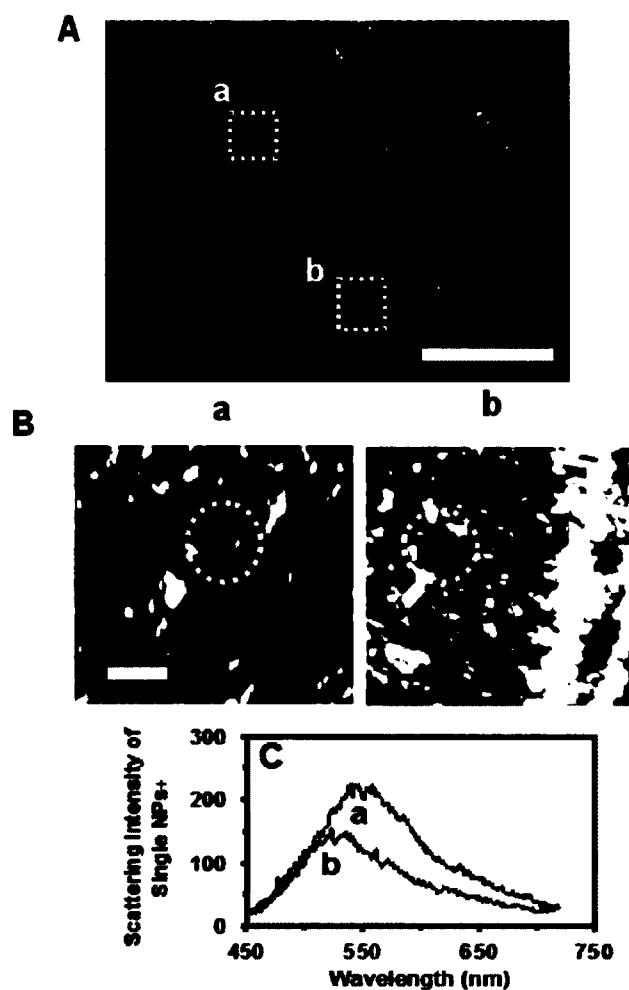 A
a
b
a b
B
300
C
200
a
100
b
0
450 550 650 750
Wavelength (nm)
Scattering Intensity of
Single NPs+